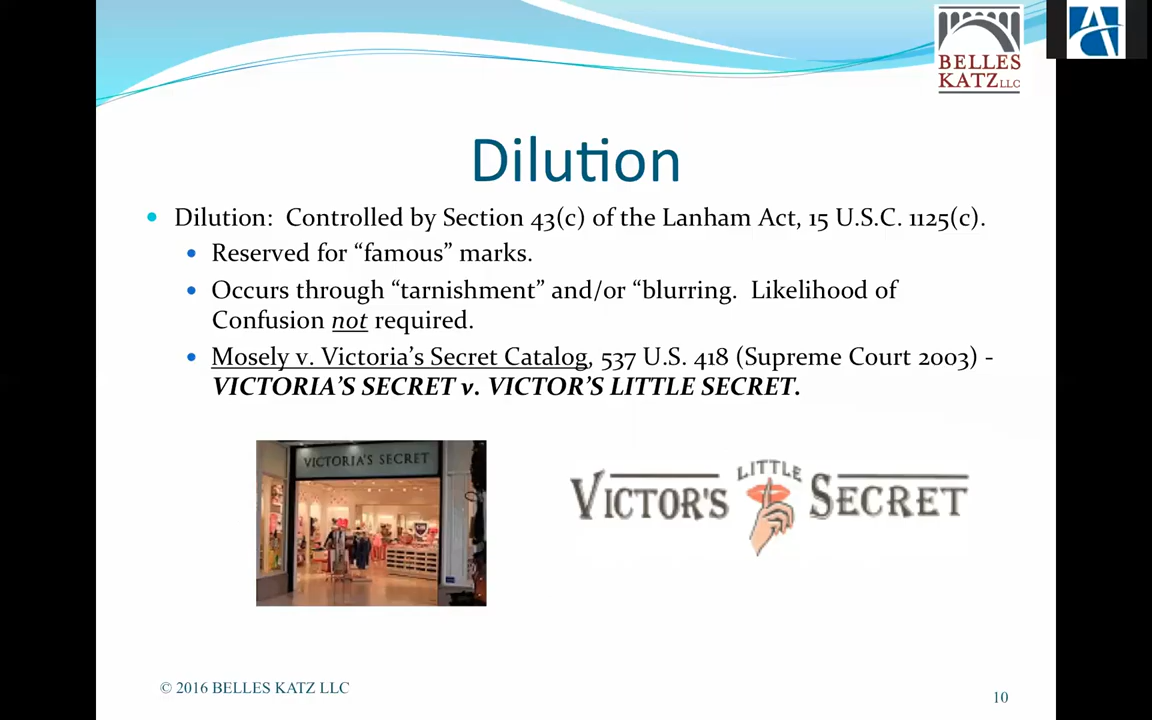 BELLES
KATZ LLC
Dilution
Dilution: Controlled by Section 43(c) of the Lanham Act, 15 U.S.C. 1125(c).
Reserved for “famous” marks.
Occurs through “tarnishment” and/or “blurring. Likelihood of
Confusion not required.
Mosely v. Victoria’s Secret Catalog, 537 U.S. 418 (Supreme Court 2003) -
VICTORIA’S SECRET v. VICTOR’S LITTLE SECRET.
VICTORIA'S SECRET
VICTOR'S LITTLE SECRET
© 2016 BELLES KATZ LLC
10